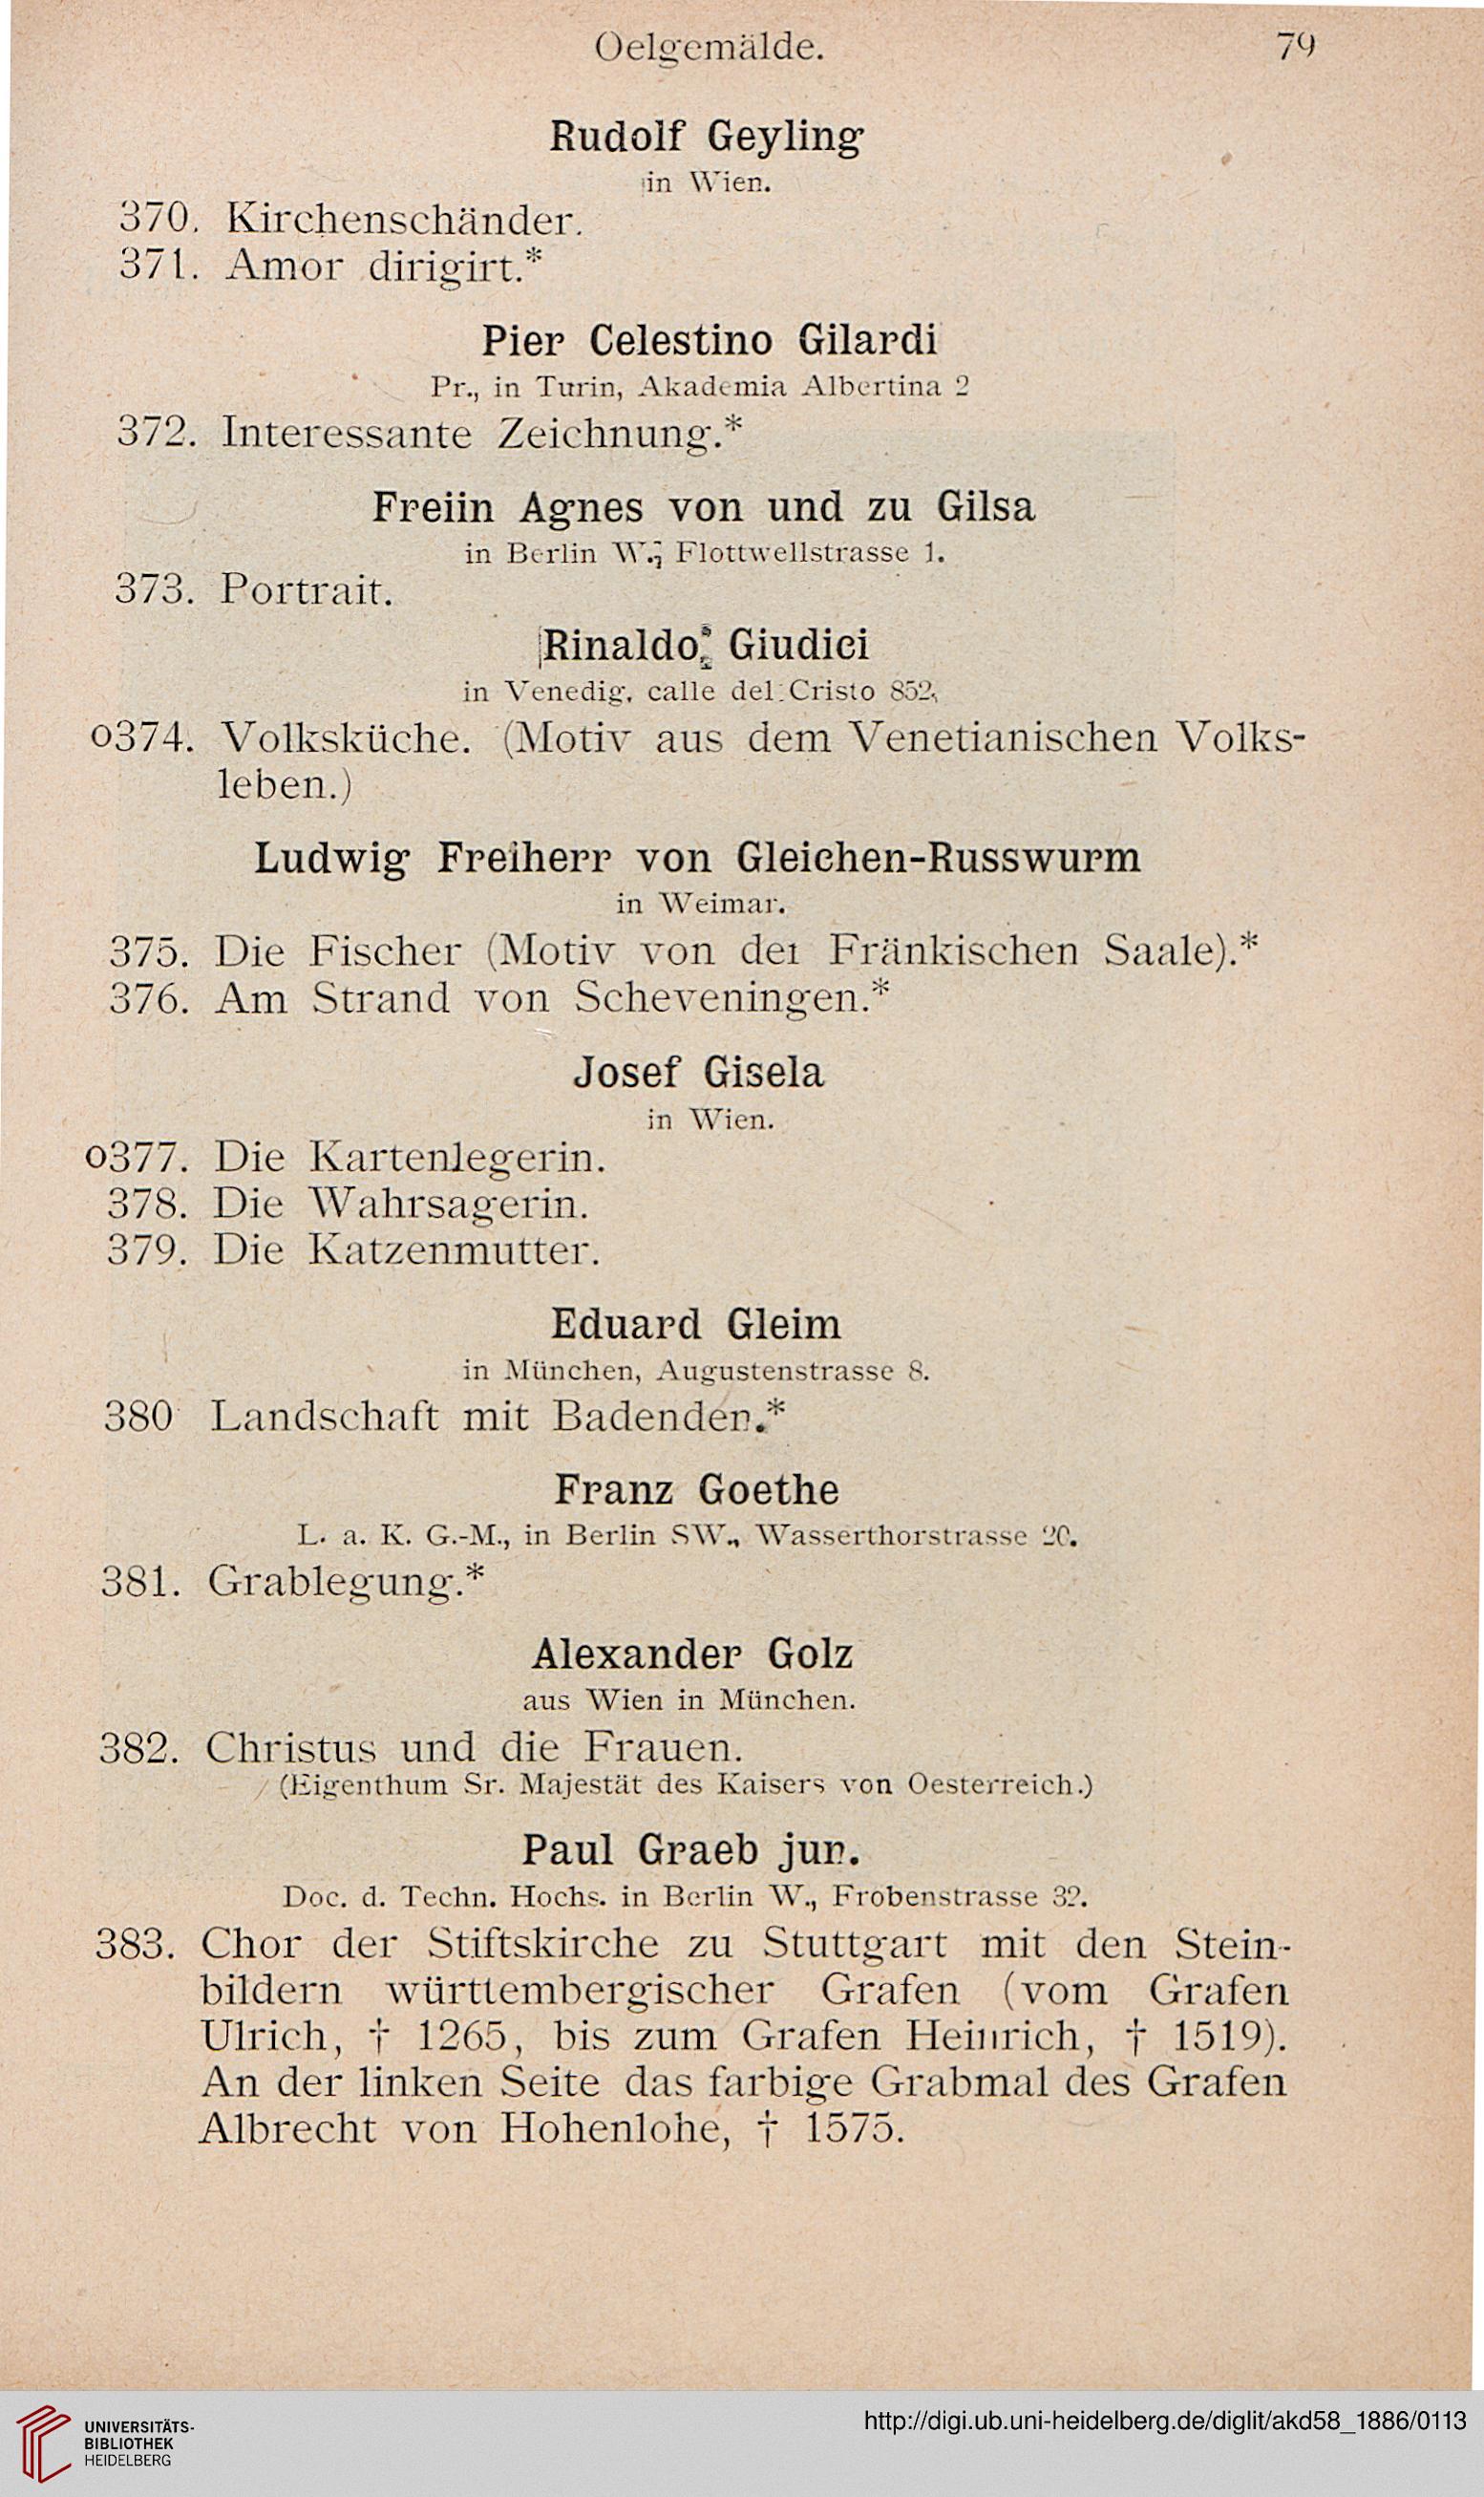 Oelgemälde. 79
Rudolf Geyling
in Wien.
370. Kirchenschänder.
371. Amor dirigirt.*
Pier Celestino Gilardi
Pr., in Turin, Akademia Albertina 2
372. Interessante Zeichnung.*
Freiin Agnes von und zu Gilsa
in Berlin W., Flottwellstrasse 1.
373. Portrait.
Rinaldo Giudici
in Venedig, calle del Cristo 852.
o374. Volksküche. (Motiv aus dem Venetianischen Volks-
leben.)
Ludwig Freiherr von Gleichen-Russwurm
in Weimar.
375. Die Fischer (Motiv von der Fränkischen Saale).*
376. Am Strand von Scheveningen.*
Josef Gisela
in Wien.
o377. Die Kartenlegerin.
378. Die Wahrsagerin.
379. Die Katzenmutter.
Eduard Gleim
in München, Augustenstrasse 8.
380 Landschaft mit Badenden.*
Franz Goethe
L. a. K. G.-M., in Berlin SW., Wasserthorstrasse 20.
381. Grablegung.*
Alexander Golz
aus Wien in München.
382. Christus und die Frauen.
(Eigenthum Sr. Majestät des Kaisers von Oesterreich.)
Paul Graeb jun.
Doc. d. Techn. Hochs. in Berlin W., Frobenstrasse 32.
383. Chor der Stiftskirche zu Stuttgart mit den Stein-
bildern württembergischer Grafen (vom Grafen
Ulrich, † 1265, bis zum Grafen Heinrich, † 1519).
An der linken Seite das farbige Grabmal des Grafen
Albrecht von Hohenlohe, † 1575.
UNIVERSITÄTS-
BIBLIOTHEK
HEIDELBERG
http://digi.ub.uni-heidelberg.de/diglit/akd58_1886/0113